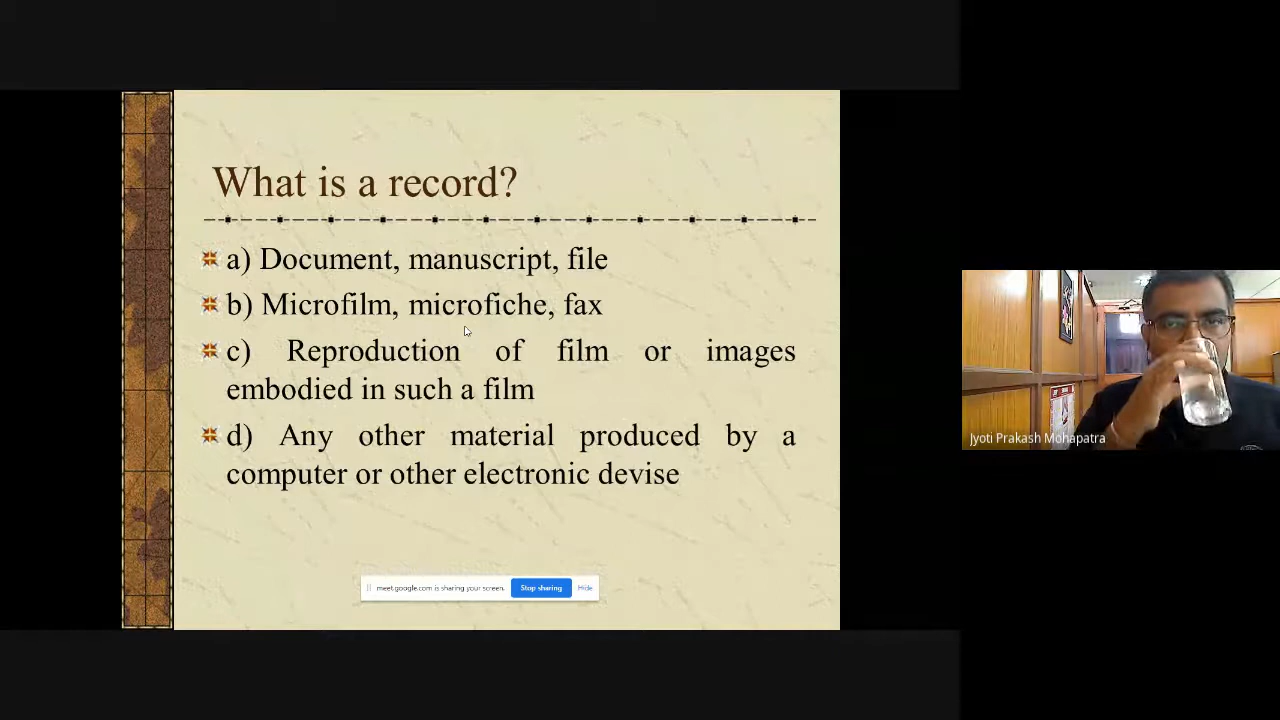 What is a record?
a) Document, manuscript, file
b) Microfilm, microfiche, fax
c) Reproduction of film or images
embodied in such a film
d) Any other material produced by a
computer or other electronic devise
meet.google.com is sharing your screen.
Stop sharing
Hide
Jyoti Prakash Mohapatra